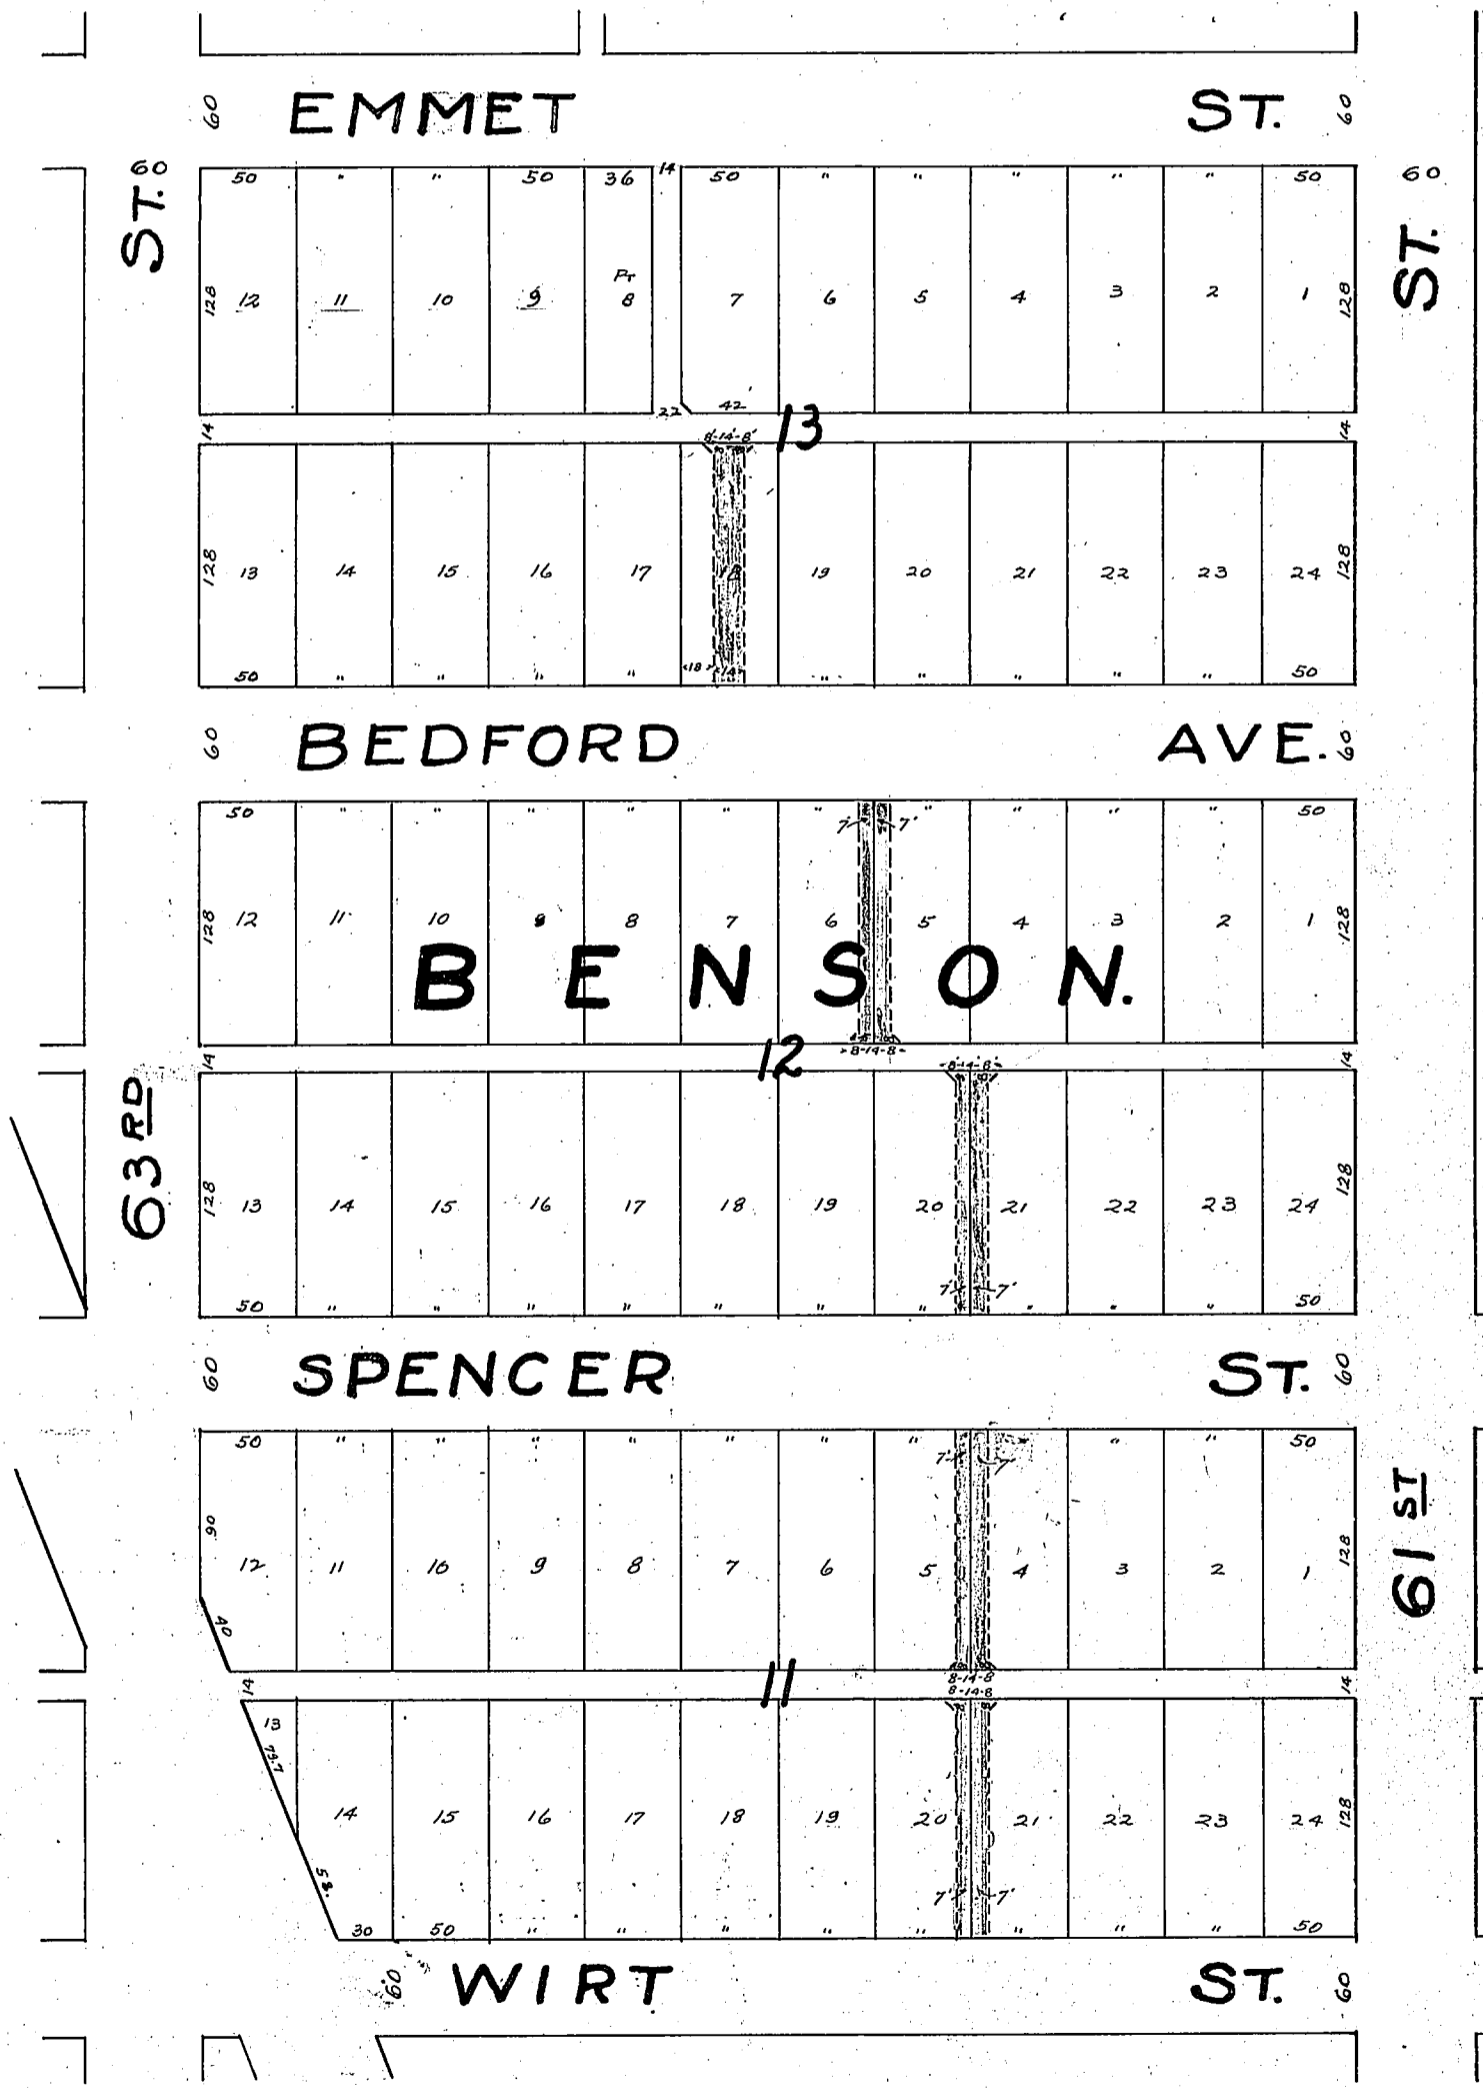 60 EMMET ST. 60
ST. 60
50 " " 50 36 14 50 " " " " " 50
60 ST.
128 12 11 10 9 PT 8 7 6 5 4 3 2 1 128
22 42'
14 13 14
8'-14'-8'
128 13 14 15 16 17 18 19 20 21 22 23 24 128
50 " " " " 18 14 " " " " " 50
60 BEDFORD AVE. 60
50 " " " " " " " " " " 50
7' 7'
128 12 11 10 9 8 7 6 5 4 3 2 1 128
BENSON.
14 12 8-14-8 14
8'-14'-8'
63RD
128 13 14 15 16 17 18 19 20 21 22 23 24 128
7' 7'
50 " " " " " " " " " " 50
60 SPENCER ST. 60
50 " " " " " " " " " 50
7' 7'
61ST
90 12 11 10 9 8 7 6 5 4 3 2 1 128
40
14 11 8-14-8 14
8-14-8
13
79.7
14 15 16 17 18 19 20 21 22 23 24 128
58.
7' 7'
30 50 " " " " " " " " 50
60 WIRT ST. 60